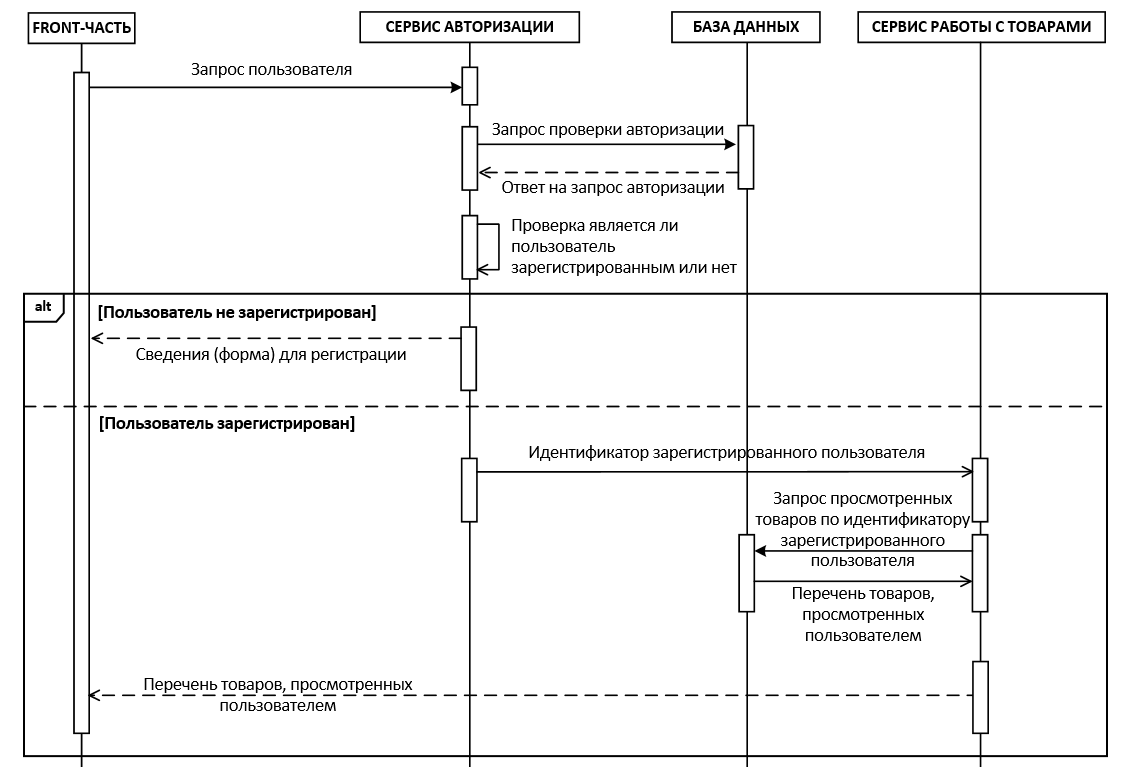 FRONT-ЧАСТЬ
СЕРВИС АВТОРИЗАЦИИ
БАЗА ДАННЫХ
СЕРВИС РАБОТЫ С ТОВАРАМИ
Запрос пользователя
Запрос проверки авторизации
Ответ на запрос авторизации
Проверка является ли
пользователь
зарегистрированным или нет
alt
[Пользователь не зарегистрирован]
Сведения (форма) для регистрации
[Пользователь зарегистрирован]
Идентификатор зарегистрированного пользователя
Запрос просмотренных
товаров по идентификатору
зарегистрированного
пользователя
Перечень товаров,
просмотренных
пользователем
Перечень товаров, просмотренных
пользователем